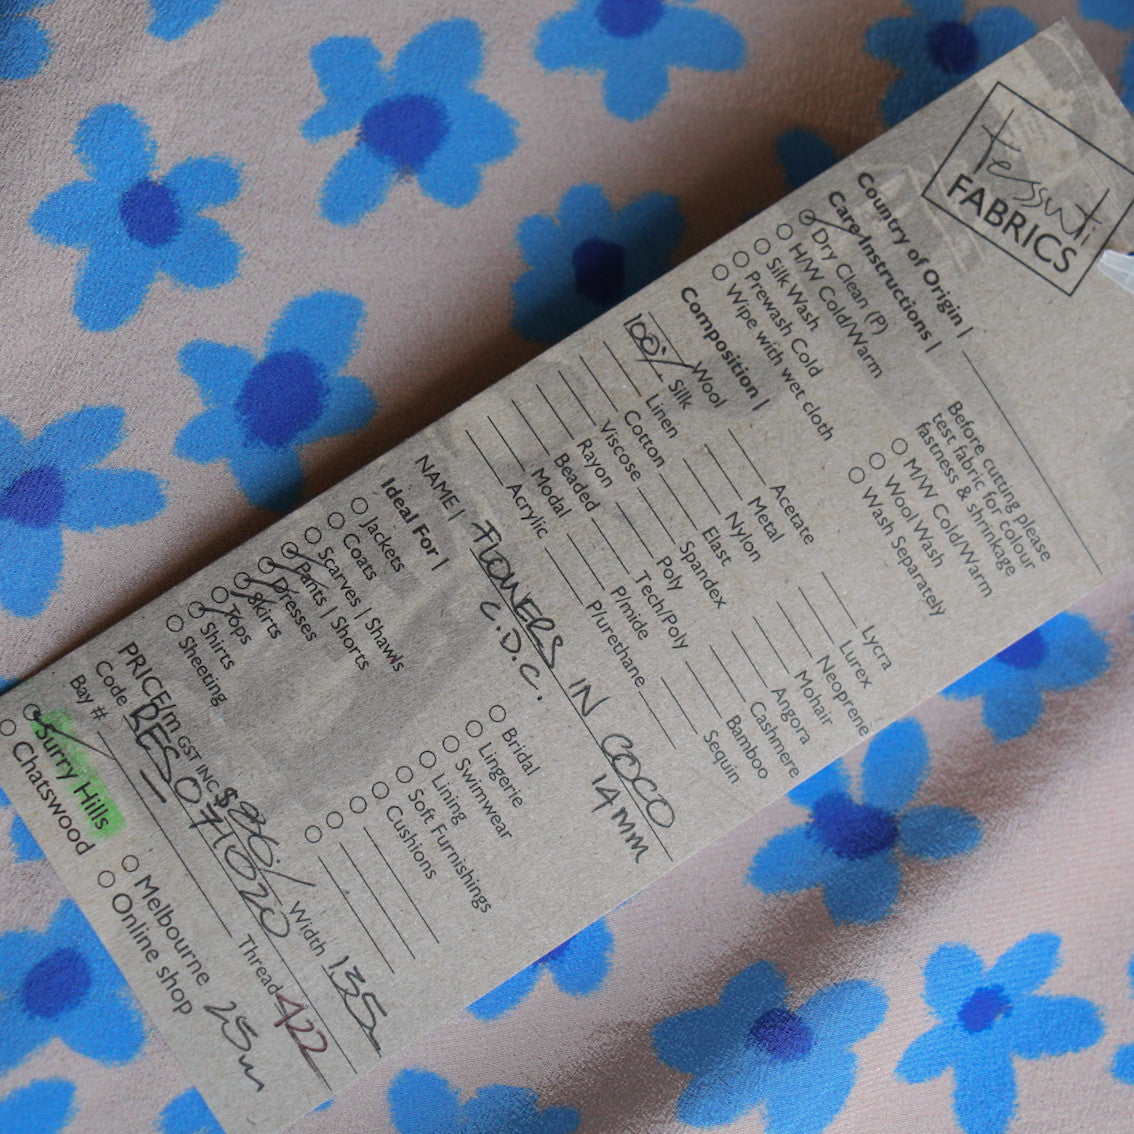 tessuti
FABRICS
Country of Origin |
Care Instructions |
Dry Clean (P)
H/W Cold/Warm
Silk Wash
Prewash Cold
Wipe with wet cloth
Before cutting please
test fabric for colour
fastness & shrinkage
M/W Cold/Warm
Wool Wash
Wash Separately
Composition |
Wool
100% Silk
Linen
Cotton
Viscose
Rayon
Beaded
Modal
Acrylic
Acetate
Metal
Nylon
Elast
Spandex
Poly
Tech/Poly
P/mide
P/urethane
Lycra
Lurex
Neoprene
Mohair
Angora
Cashmere
Bamboo
Sequin
NAME | FLOWERS IN COCO
C.D.C. 14mm
Ideal For |
Jackets
Coats
Scarves | Shawls
Pants | Shorts
Dresses
Skirts
Tops
Shirts
Sheeting
Bridal
Lingerie
Swimwear
Lining
Soft Furnishings
Cushions
PRICE/m GST INC $86/ Width 135
Code DES071020 Thread 422
Bay #
Surry Hills
Chatswood
Melbourne
Online shop 25m